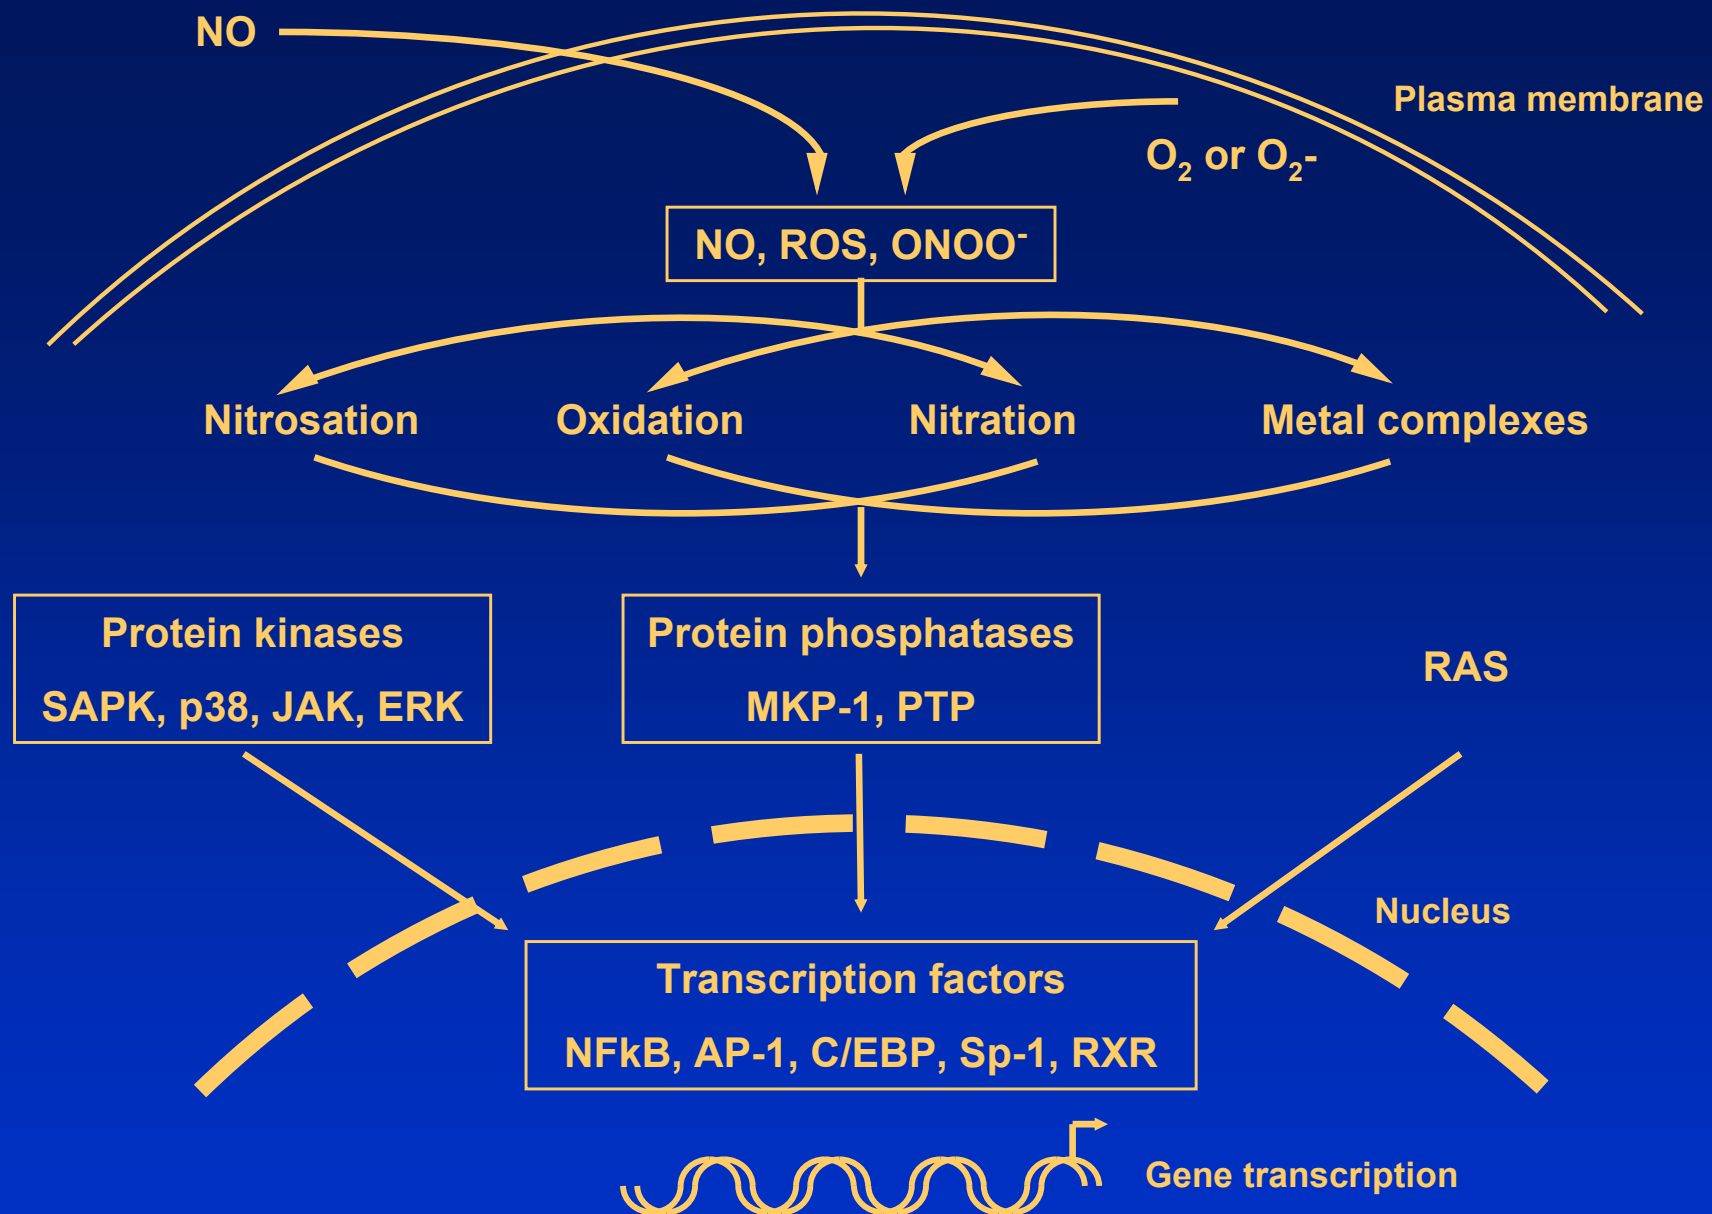 NO
Plasma membrane
O₂ or O₂-
NO, ROS, ONOO⁻
Nitrosation
Oxidation
Nitration
Metal complexes
Protein kinases
SAPK, p38, JAK, ERK
Protein phosphatases
MKP-1, PTP
RAS
Nucleus
Transcription factors
NFkB, AP-1, C/EBP, Sp-1, RXR
Gene transcription